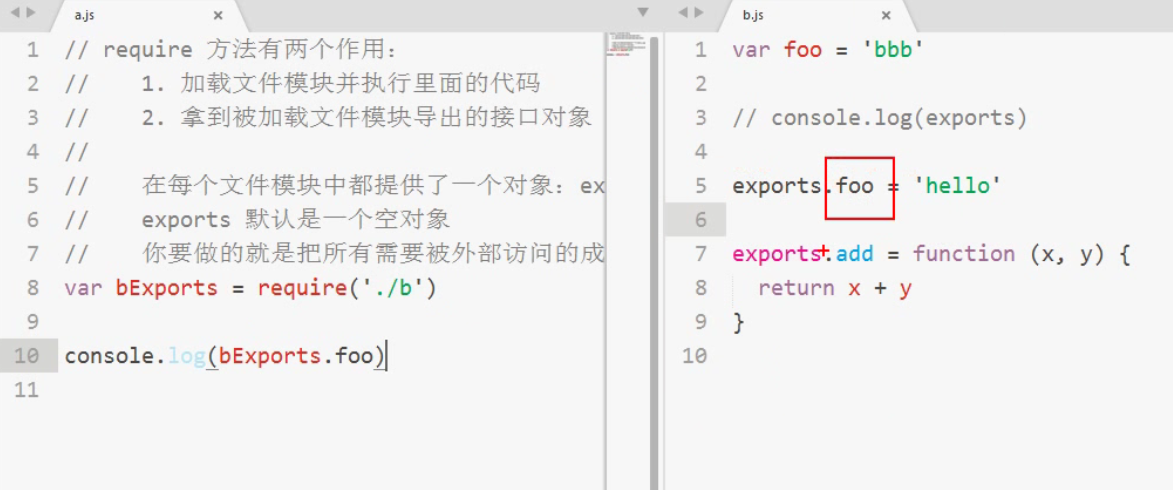 a.js
1 // require 方法有两个作用：
2 //    1. 加载文件模块并执行里面的代码
3 //    2. 拿到被加载文件模块导出的接口对象
4 //
5 //    在每个文件模块中都提供了一个对象：ex
6 //    exports 默认是一个空对象
7 //    你要做的就是把所有需要被外部访问的成
8 var bExports = require('./b')
9
10 console.log(bExports.foo)
11
b.js
1 var foo = 'bbb'
2
3 // console.log(exports)
4
5 exports.foo = 'hello'
6
7 exports.add = function (x, y) {
8   return x + y
9 }
10